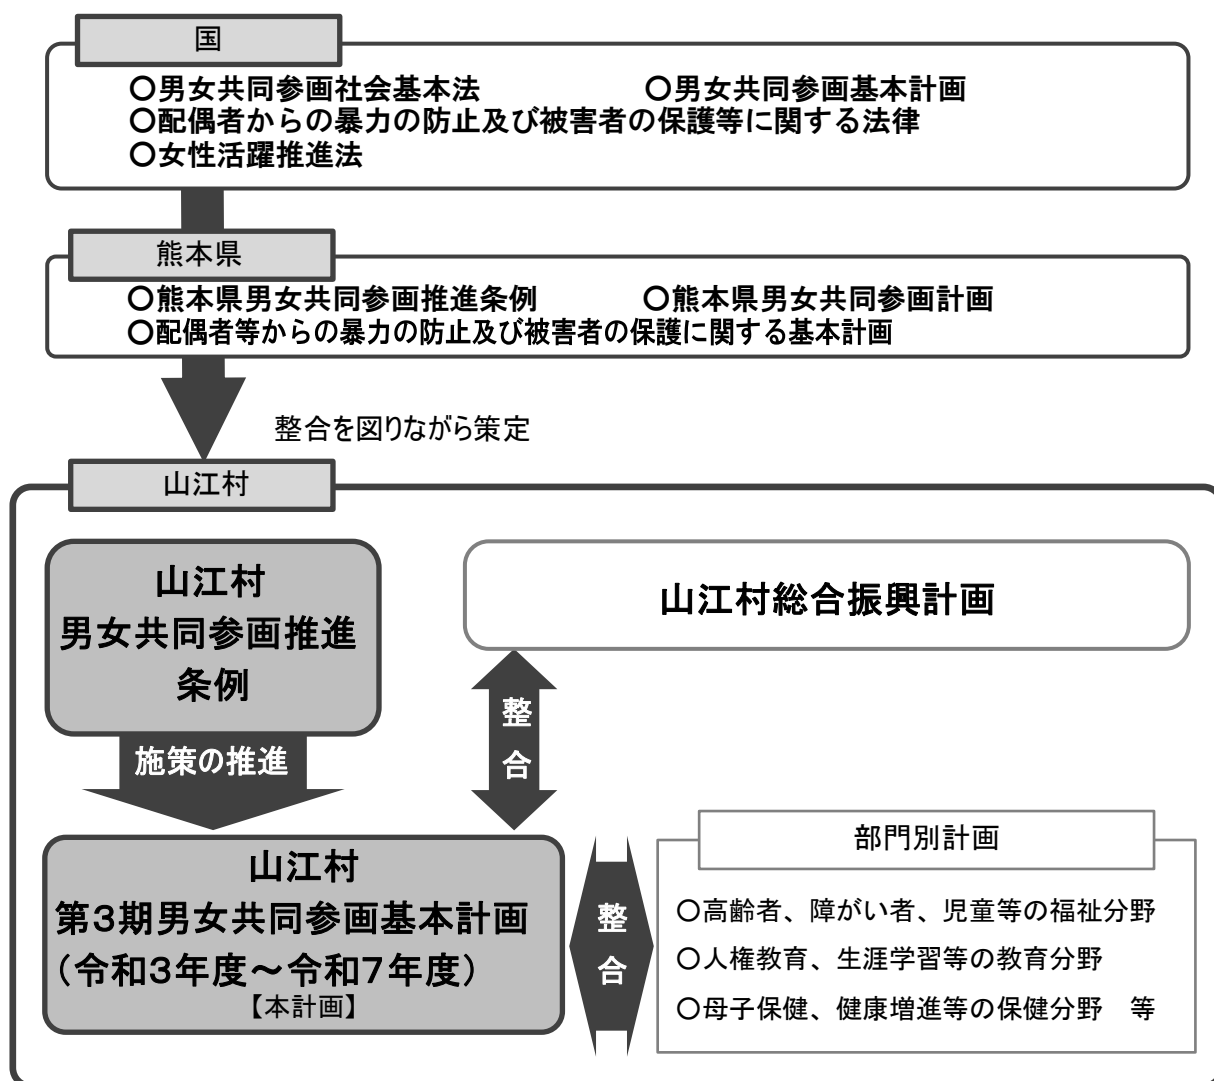 国
〇男女共同参画社会基本法　〇男女共同参画基本計画
〇配偶者からの暴力の防止及び被害者の保護等に関する法律
〇女性活躍推進法
熊本県
〇熊本県男女共同参画推進条例　〇熊本県男女共同参画計画
〇配偶者等からの暴力の防止及び被害者の保護に関する基本計画
整合を図りながら策定
山江村
山江村
男女共同参画推進
条例
山江村総合振興計画
施策の推進
整
合
山江村
第3期男女共同参画基本計画
（令和3年度～令和7年度）
【本計画】
整
合
部門別計画
〇高齢者、障がい者、児童等の福祉分野
〇人権教育、生涯学習等の教育分野
〇母子保健、健康増進等の保健分野　等